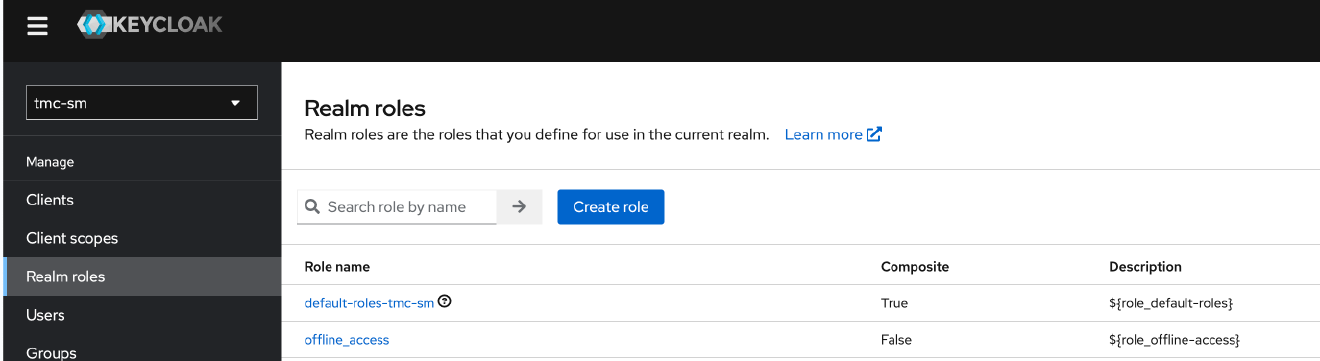 KEYCLOAK
tmc-sm
Manage
Clients
Client scopes
Realm roles
Users
Groups
Realm roles
Realm roles are the roles that you define for use in the current realm. Learn more
Search role by name Create role
Role name Composite Description
default-roles-tmc-sm True ${role_default-roles}
offline_access False ${role_offline-access}